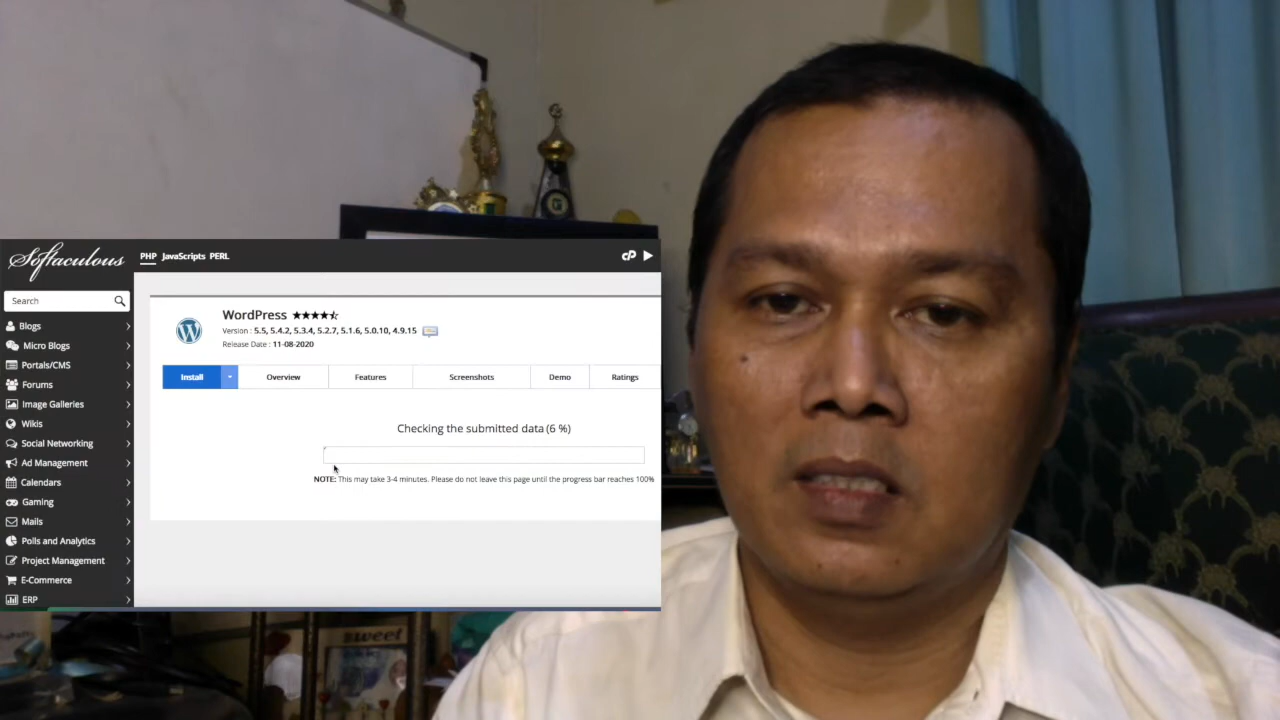 Softaculous
PHP JavaScripts PERL
cP
Search
Blogs
Micro Blogs
Portals/CMS
Forums
Image Galleries
Wikis
Social Networking
Ad Management
Calendars
Gaming
Mails
Polls and Analytics
Project Management
E-Commerce
ERP
WordPress
Version : 5.5, 5.4.2, 5.3.4, 5.2.7, 5.1.6, 5.0.10, 4.9.15
Release Date : 11-08-2020
Install Overview Features Screenshots Demo Ratings
Checking the submitted data (6 %)
NOTE: This may take 3-4 minutes. Please do not leave this page until the progress bar reaches 100%
sweet